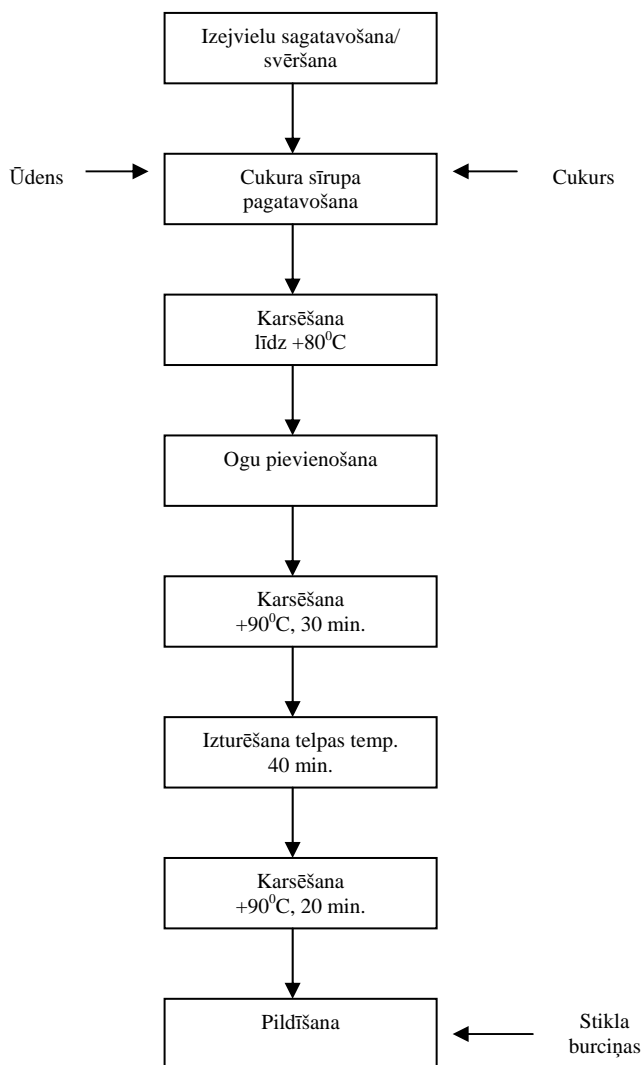 Izejvielu sagatavošana/
svēršana
Ūdens
Cukura sīrupa
pagatavošana
Cukurs
Karsēšana
līdz +80⁰C
Ogu pievienošana
Karsēšana
+90⁰C, 30 min.
Izturēšana telpas temp.
40 min.
Karsēšana
+90⁰C, 20 min.
Pildīšana
Stikla
burciņas